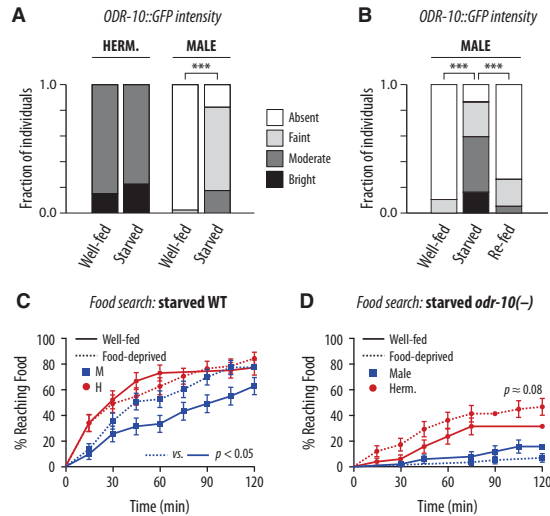 A
ODR-10::GFP intensity
HERM. MALE
***
Fraction of individuals
1.0
0.0
Well-fed
Starved
Well-fed
Starved
Absent
Faint
Moderate
Bright
B
ODR-10::GFP intensity
MALE
*** ***
Fraction of individuals
1.0
0.0
Well-fed
Starved
Re-fed
C
Food search: starved WT
% Reaching Food
100
80
60
40
20
0
Well-fed
Food-deprived
M
H
vs. p < 0.05
0 30 60 90 120
Time (min)
D
Food search: starved odr-10(–)
% Reaching Food
100
80
60
40
20
0
Well-fed
Food-deprived
Male
Herm.
p ≈ 0.08
0 30 60 90 120
Time (min)